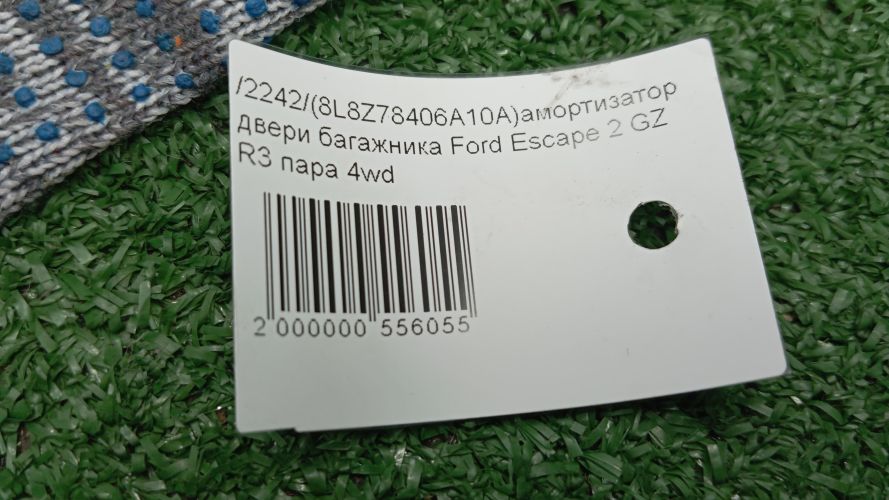 /2242/(8L8Z78406A10A)амортизатор
двери багажника Ford Escape 2 GZ
R3 пара 4wd
2 000000 556055